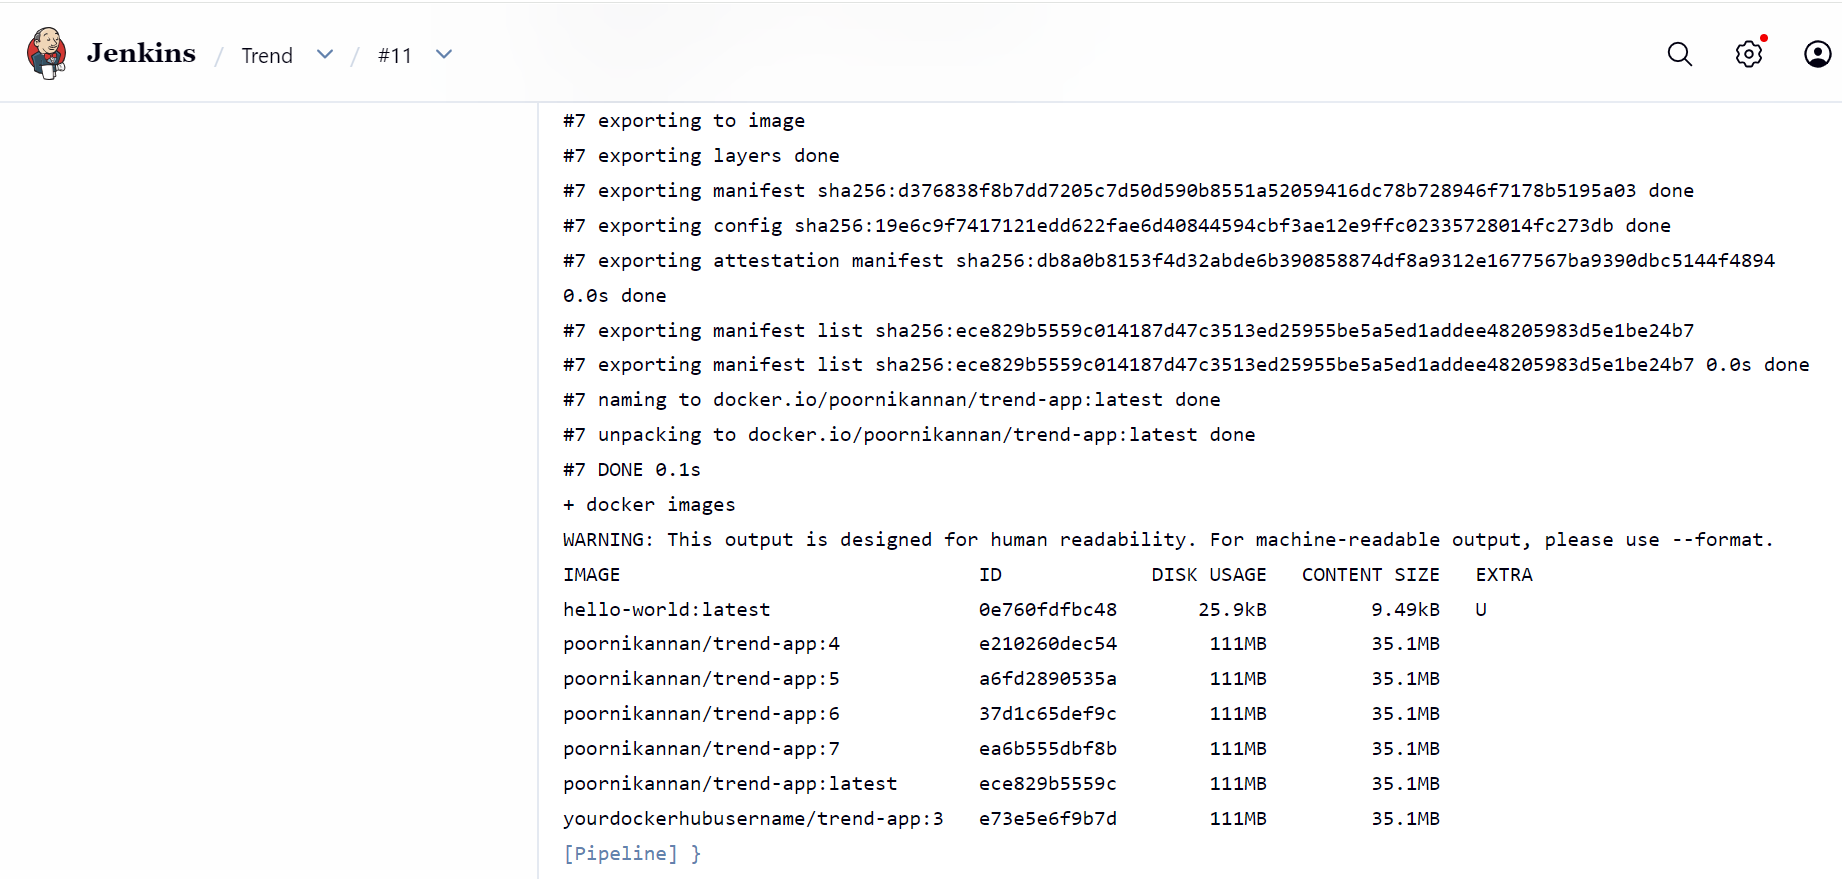 Jenkins / Trend / #11
#7 exporting to image
#7 exporting layers done
#7 exporting manifest sha256:d376838f8b7dd7205c7d50d590b8551a52059416dc78b728946f7178b5195a03 done
#7 exporting config sha256:19e6c9f7417121edd622fae6d40844594cbf3ae12e9ffc02335728014fc273db done
#7 exporting attestation manifest sha256:db8a0b8153f4d32abde6b390858874df8a9312e1677567ba9390dbc5144f4894
0.0s done
#7 exporting manifest list sha256:ece829b5559c014187d47c3513ed25955be5a5ed1addee48205983d5e1be24b7
#7 exporting manifest list sha256:ece829b5559c014187d47c3513ed25955be5a5ed1addee48205983d5e1be24b7 0.0s done
#7 naming to docker.io/poornikannan/trend-app:latest done
#7 unpacking to docker.io/poornikannan/trend-app:latest done
#7 DONE 0.1s
+ docker images
WARNING: This output is designed for human readability. For machine-readable output, please use --format.
IMAGE ID DISK USAGE CONTENT SIZE EXTRA
hello-world:latest 0e760fdfbc48 25.9kB 9.49kB U
poornikannan/trend-app:4 e210260dec54 111MB 35.1MB
poornikannan/trend-app:5 a6fd2890535a 111MB 35.1MB
poornikannan/trend-app:6 37d1c65def9c 111MB 35.1MB
poornikannan/trend-app:7 ea6b555dbf8b 111MB 35.1MB
poornikannan/trend-app:latest ece829b5559c 111MB 35.1MB
yourdockerhubusername/trend-app:3 e73e5e6f9b7d 111MB 35.1MB
[Pipeline] }